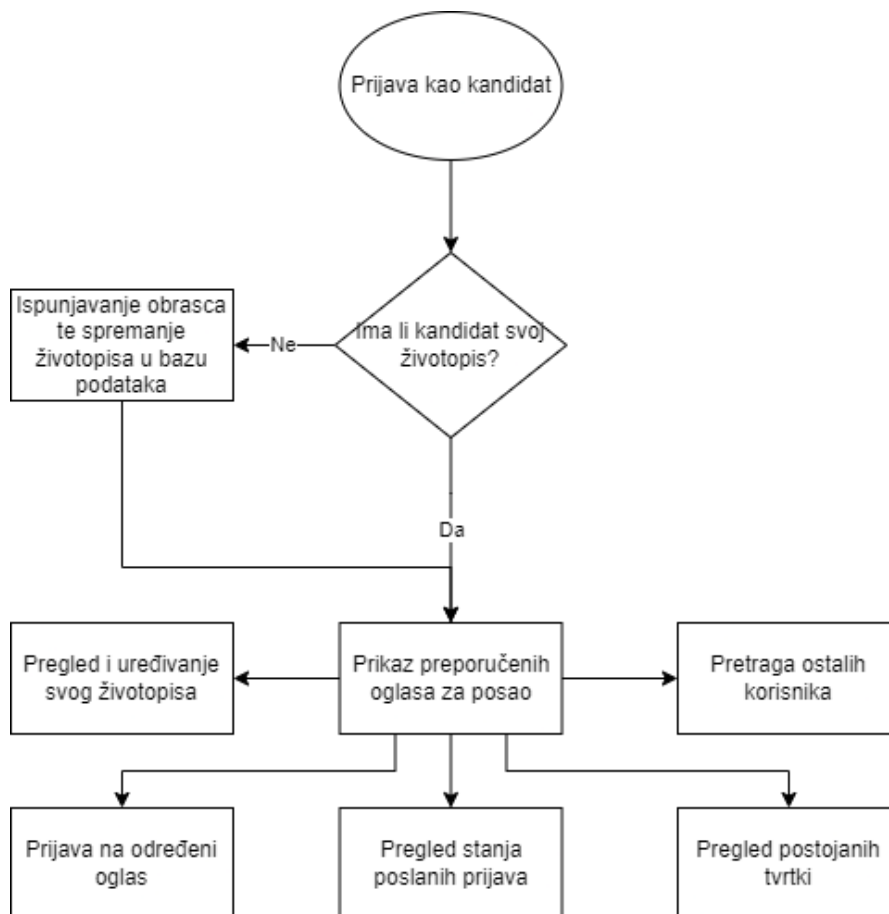 Prijava kao kandidat
Ima li kandidat svoj
životopis?
Ispunjavanje obrasca
te spremanje
životopisa u bazu
podataka
Ne
Da
Pregled i uređivanje
svog životopisa
Prikaz preporučenih
oglasa za posao
Pretraga ostalih
korisnika
Prijava na određeni
oglas
Pregled stanja
poslanih prijava
Pregled postojanih
tvrtki